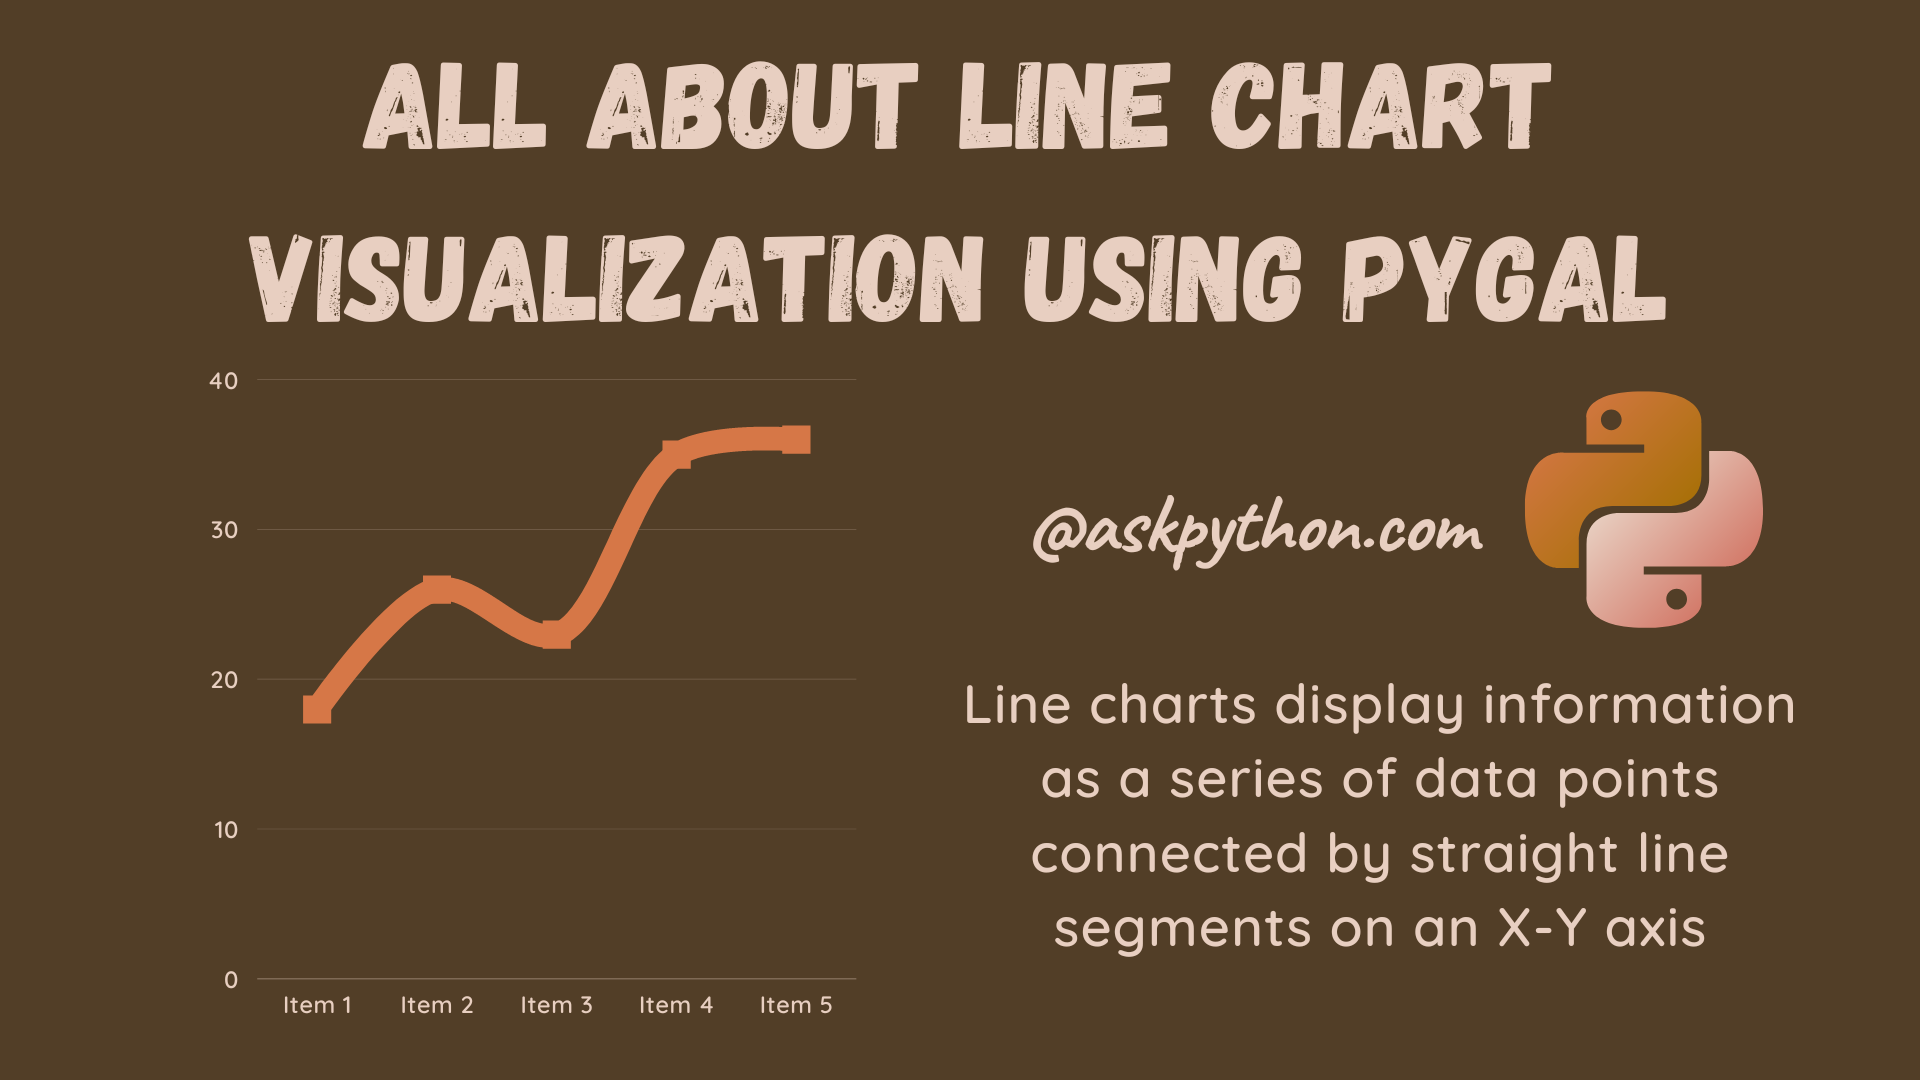 ALL ABOUT LINE CHART
VISUALIZATION USING PYGAL
40
30
20
10
0
Item 1 Item 2 Item 3 Item 4 Item 5
@askpython.com
Line charts display information
as a series of data points
connected by straight line
segments on an X-Y axis